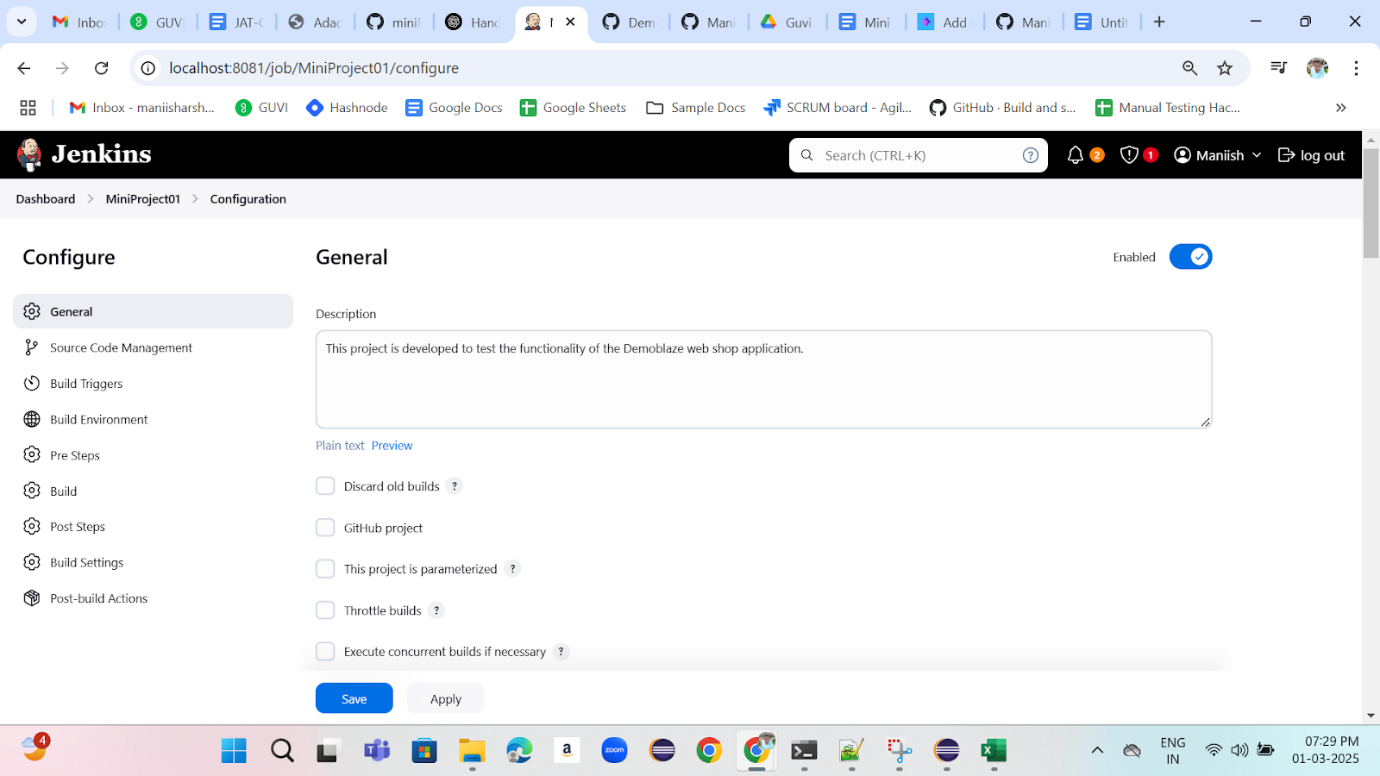 Inbo
GUVI
JAT-C
Adac
minil
Hanc
Dem
Mani
Guvi
Mini
Add
Mani
Unti
localhost:8081/job/MiniProject01/configure
Inbox - maniisharsh...
GUVI
Hashnode
Google Docs
Google Sheets
Sample Docs
SCRUM board - Agil...
GitHub · Build and s...
Manual Testing Hac...
Jenkins
Search (CTRL+K)
?
2
1
Maniish
log out
Dashboard
MiniProject01
Configuration
Configure
General
Enabled
General
Source Code Management
Build Triggers
Build Environment
Pre Steps
Build
Post Steps
Build Settings
Post-build Actions
Description
This project is developed to test the functionality of the Demoblaze web shop application.
Plain text Preview
Discard old builds ?
GitHub project
This project is parameterized ?
Throttle builds ?
Execute concurrent builds if necessary ?
Save
Apply
4
a
zoom
ENG
IN
07:29 PM
01-03-2025